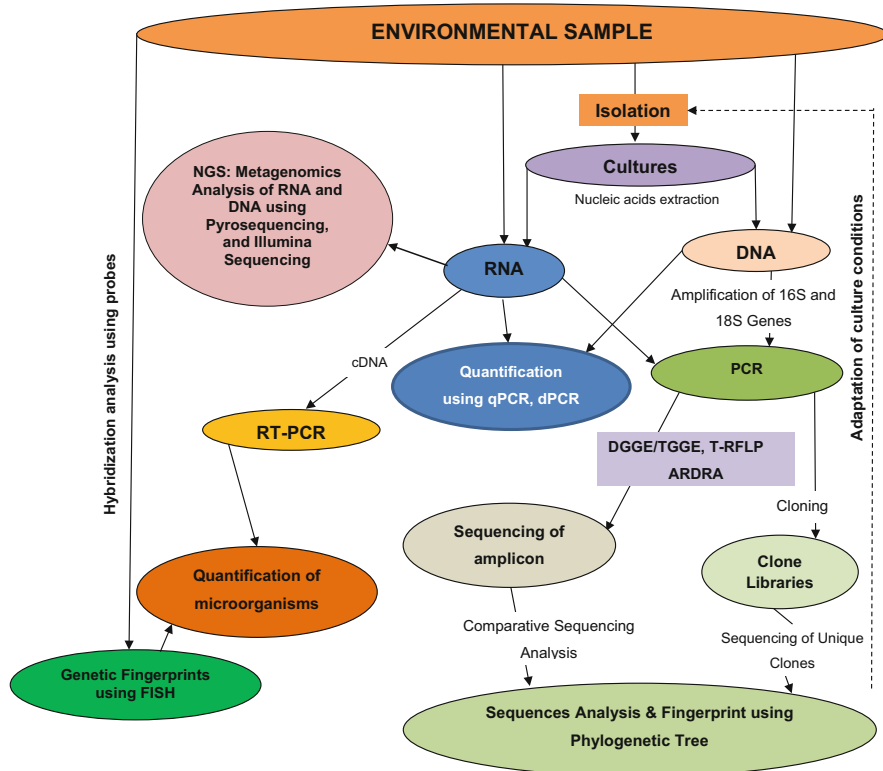 ENVIRONMENTAL SAMPLE
Isolation
Cultures
Nucleic acids extraction
NGS: Metagenomics
Analysis of RNA and
DNA using
Pyrosequencing,
and Illumina
Sequencing
RNA
DNA
Amplification of 16S and
18S Genes
cDNA
Quantification
using qPCR, dPCR
PCR
RT-PCR
DGGE/TGGE, T-RFLP
ARDRA
Cloning
Sequencing of
amplicon
Clone
Libraries
Quantification of
microorganisms
Comparative Sequencing
Analysis
Sequencing of Unique
Clones
Genetic Fingerprints
using FISH
Sequences Analysis & Fingerprint using
Phylogenetic Tree
Hybridization analysis using probes
Adaptation of culture conditions